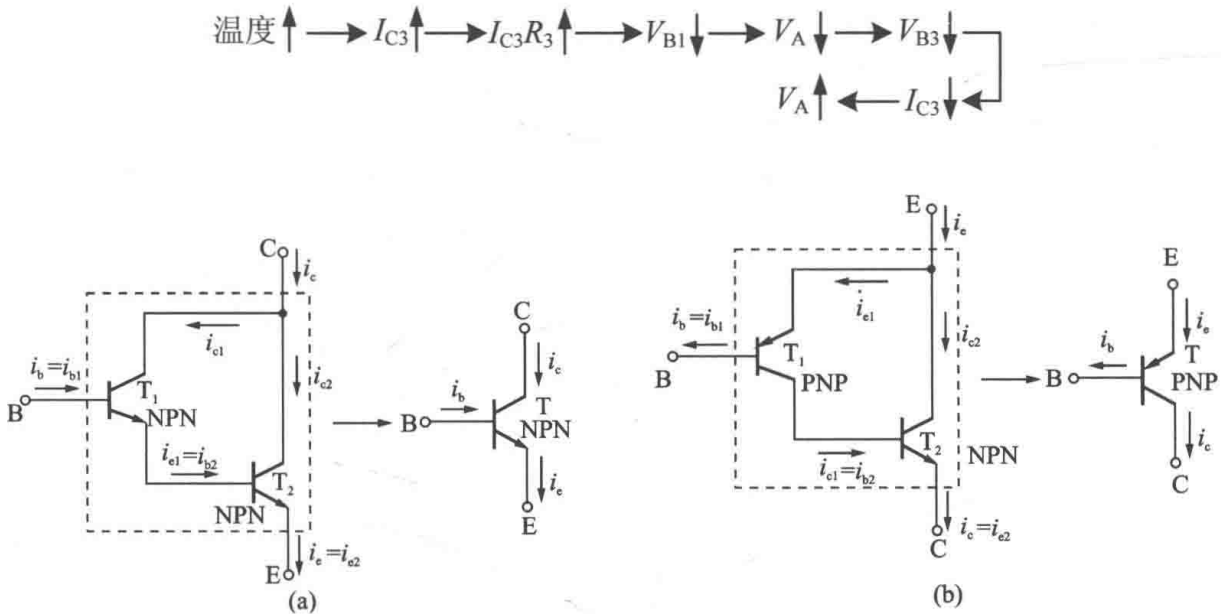 温度 I_C3 I_C3R_3 V_B1 V_A V_B3
V_A I_C3
C i_c
i_c1
i_b=i_b1 i_c2
B T_1
NPN
i_e1=i_b2 T_2
NPN
E i_e=i_e2
C
i_c
i_b T
B NPN
i_e
E
(a)
E i_e
i_e1
i_b=i_b1 i_c2
B T_1
PNP
T_2
i_c1=i_b2 NPN
i_c=i_e2
C
E
i_e
i_b T
B PNP
i_c
C
(b)